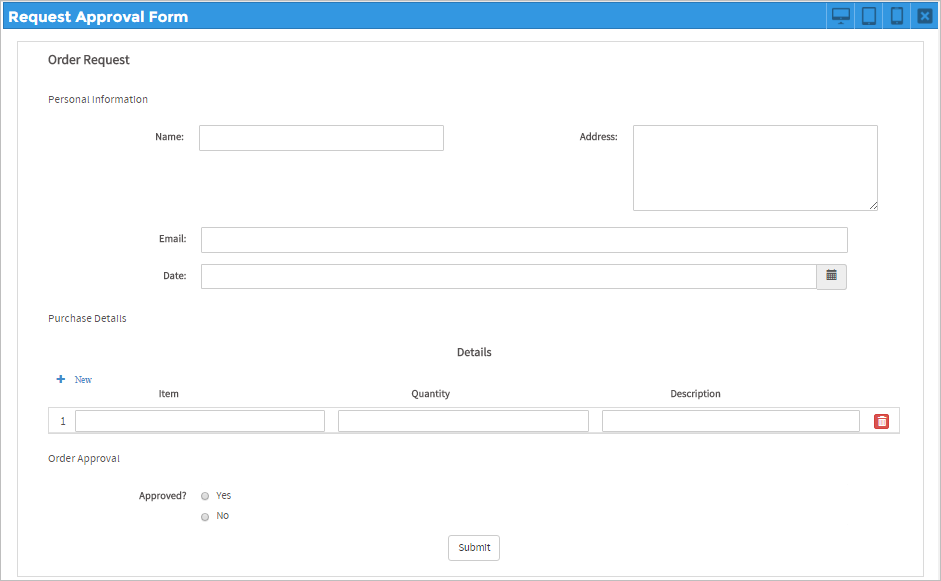 Request Approval Form
Order Request
Personal Information
Name:
Address:
Email:
Date:
Purchase Details
Details
New
Item Quantity Description
1
Order Approval
Approved? Yes
No
Submit